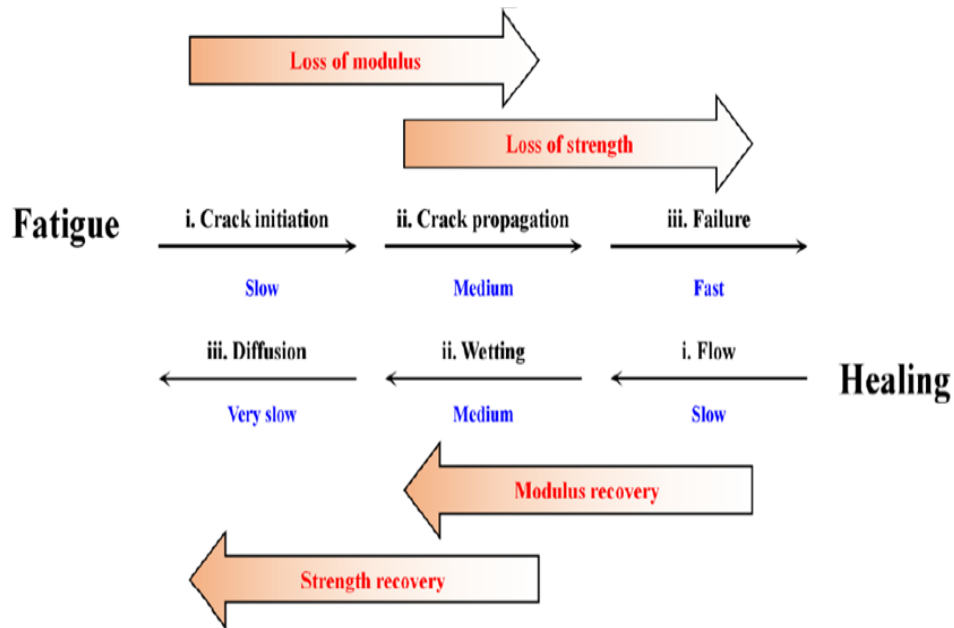 Loss of modulus
Loss of strength
Fatigue
i. Crack initiation
ii. Crack propagation
iii. Failure
Slow
Medium
Fast
iii. Diffusion
ii. Wetting
i. Flow
Healing
Very slow
Medium
Slow
Modulus recovery
Strength recovery